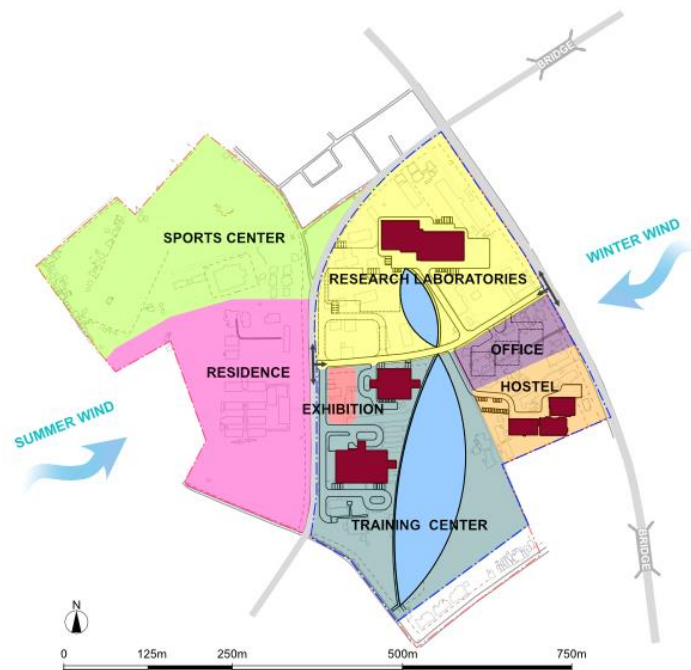 BRIDGE
SPORTS CENTER
WINTER WIND
RESEARCH LABORATORIES
OFFICE
RESIDENCE
HOSTEL
EXHIBITION
SUMMER WIND
TRAINING CENTER
BRIDGE
N
0 125m 250m 500m 750m